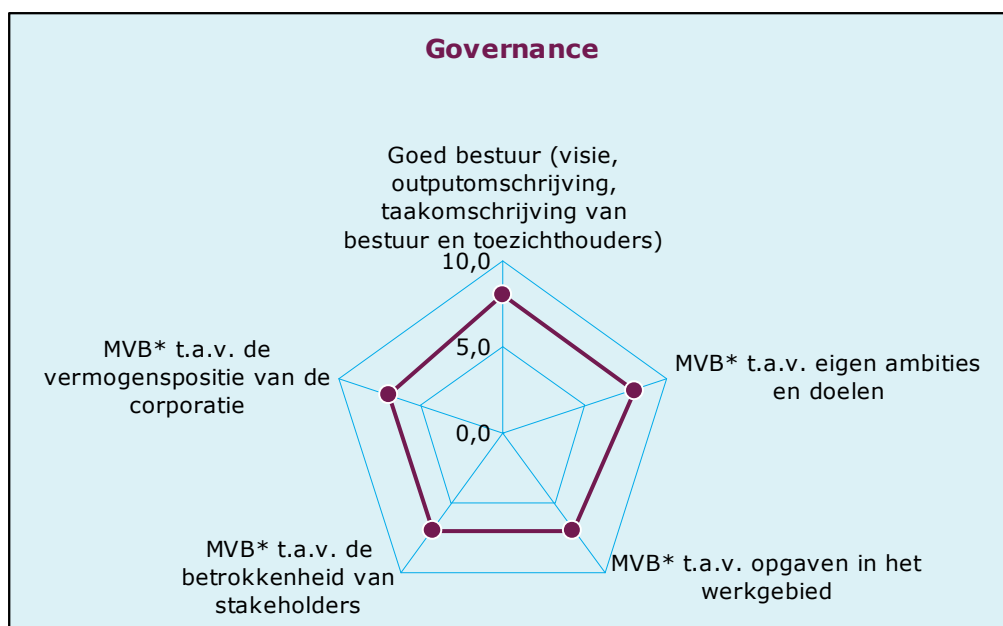 Governance
Goed bestuur (visie,
outputomschrijving,
taakomschrijving van
bestuur en toezichthouders)
10,0
5,0
0,0
MVB* t.a.v. eigen ambities
en doelen
MVB* t.a.v. opgaven in het
werkgebied
MVB* t.a.v. de
betrokkenheid van
stakeholders
MVB* t.a.v. de
vermogenspositie van de
corporatie